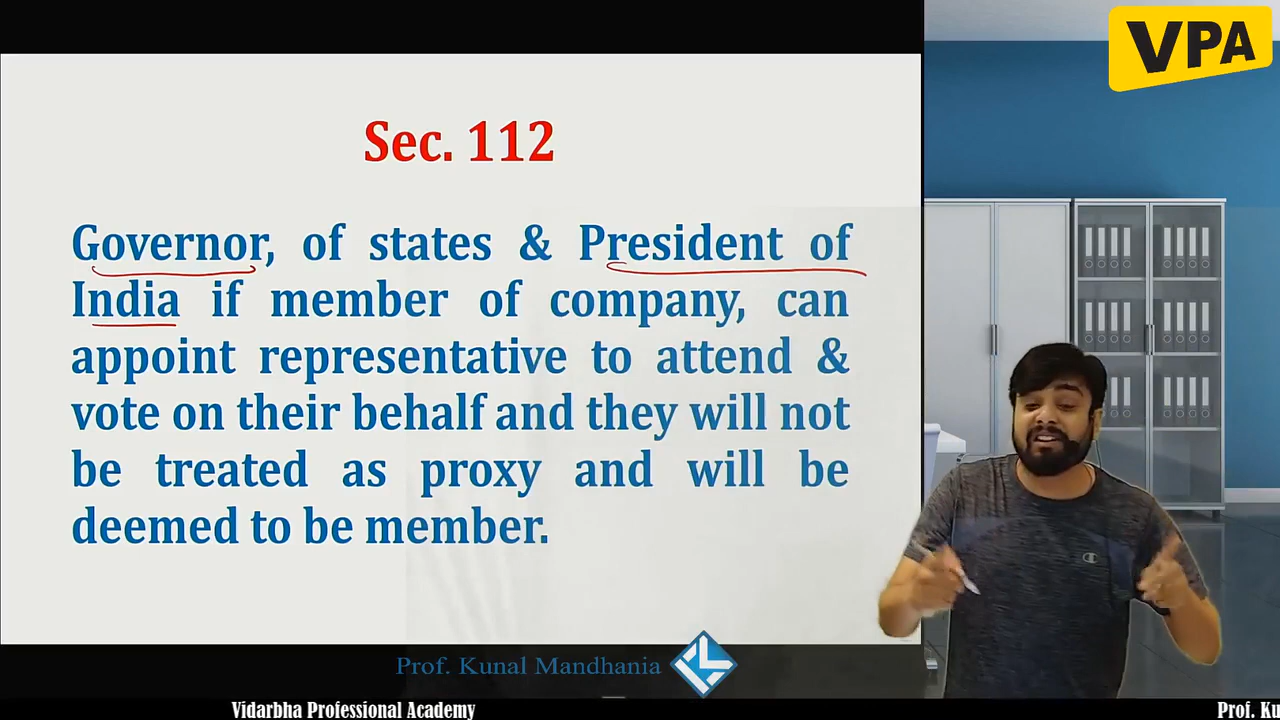 VPA
Sec. 112
Governor, of states & President of
India if member of company, can
appoint representative to attend &
vote on their behalf and they will not
be treated as proxy and will be
deemed to be member.
Prof. Kunal Mandhania
Vidarbha Professional Academy
Prof. Ku